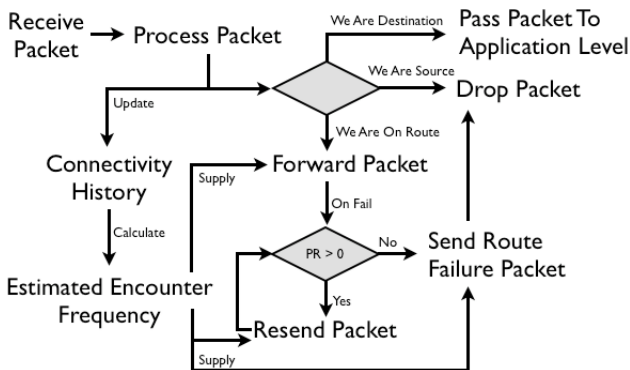 Receive
Packet
Process Packet
We Are Destination
Pass Packet To
Application Level
We Are Source
Drop Packet
Update
We Are On Route
Connectivity
History
Supply
Forward Packet
On Fail
Calculate
PR > 0
No
Send Route
Failure Packet
Estimated Encounter
Frequency
Yes
Resend Packet
Supply